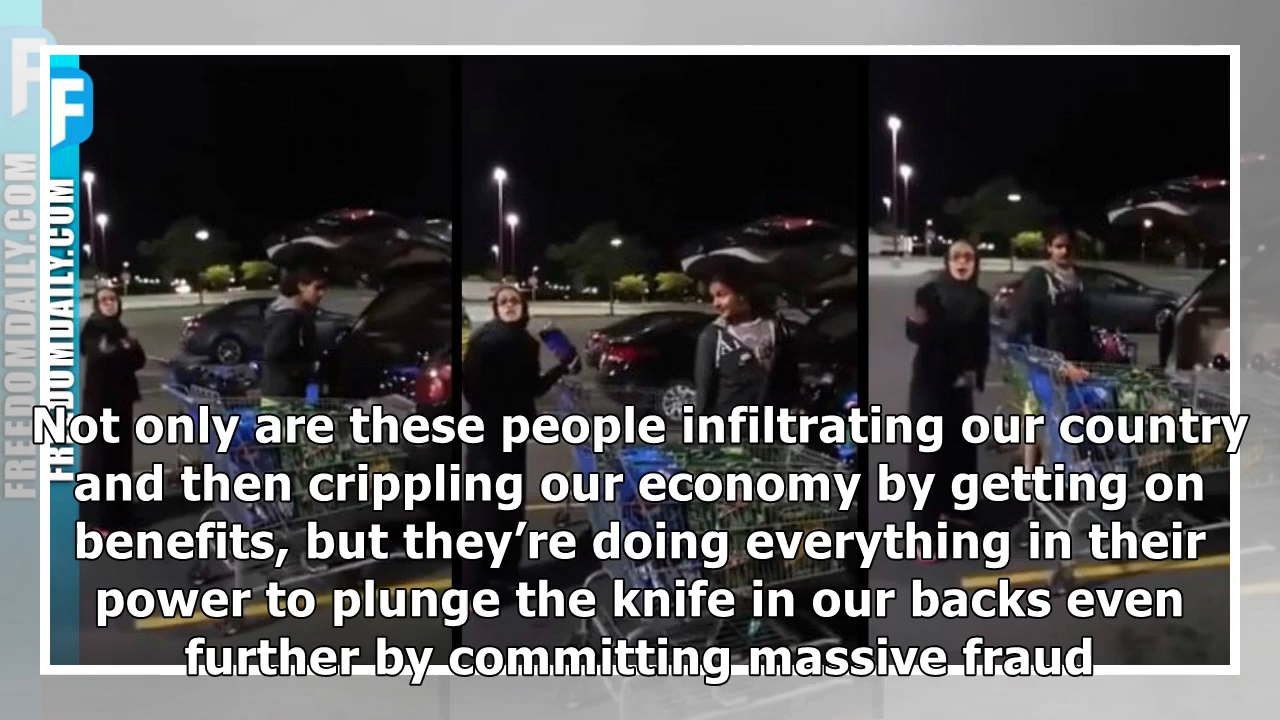 F
FREEDOMDAILY.COM
F
FREEDOMDAILY.COM
Not only are these people infiltrating our country
and then crippling our economy by getting on
benefits, but they’re doing everything in their
power to plunge the knife in our backs even
further by committing massive fraud